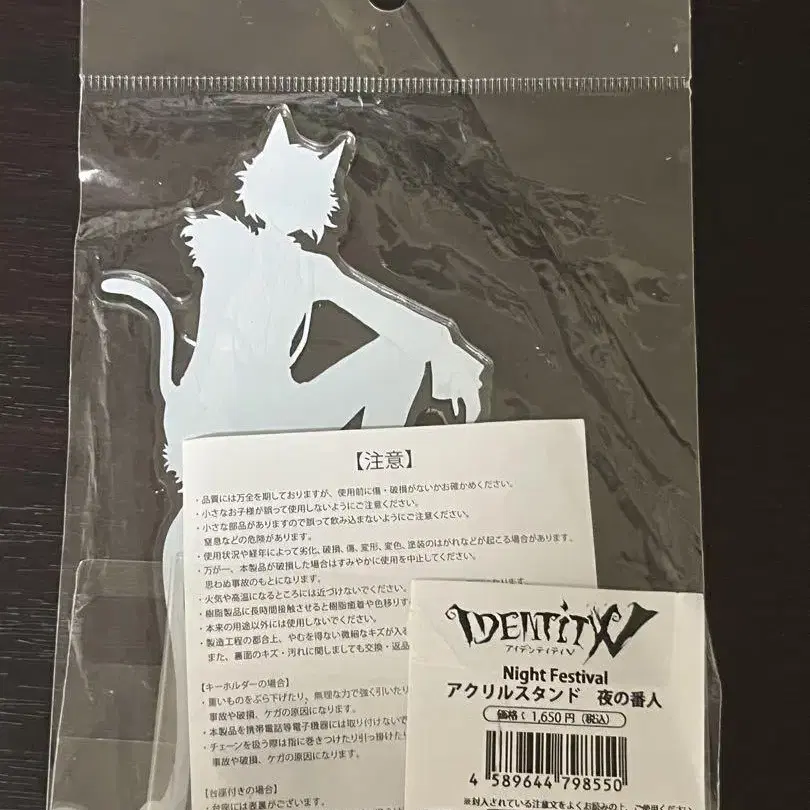 【注意】
・品質には万全を期しておりますが、使用前に傷・破損がないかお確かめください。
・小さなお子様が誤って使用しないようにご注意ください。
・小さな部品がありますので誤って飲み込まないようにご注意ください。
窒息などの危険があります。
・使用状況や経年によって劣化、破損、傷、変形、変色、塗装のはがれなどが起こる場合があります。
・万が一、本製品が破損した場合はすみやかに使用を中止してください。
思わぬ事故のもとになります。
・火気や高温になるところには近づけないでください。
・樹脂製品に長時間接触させると樹脂癒着や色移りす
・本来の用途以外には使用しないでください。
・製造工程の都合上、やむを得ない微細なキズが入る
また、裏面のキズ・汚れに関しましても交換・返品
【キーホルダーの場合】
・重いものをぶら下げたり、無理な力で強く引いたり
事故や破損、ケガの原因になります。
・本製品を携帯電話等電子機器には取り付けないで
・チェーンを扱う際は指に巻きつけたり引っ掛けたり
事故や破損、ケガの原因になります。
【台座付きの場合】
・台座には表裏がございます。
IDENTITY V
アイデンティティV
Night Festival
アクリルスタンド 夜の番人
価格：1,650円（税込）
4 589644 798550
※封入されている注意文をよくお読みの上、ご使用ください